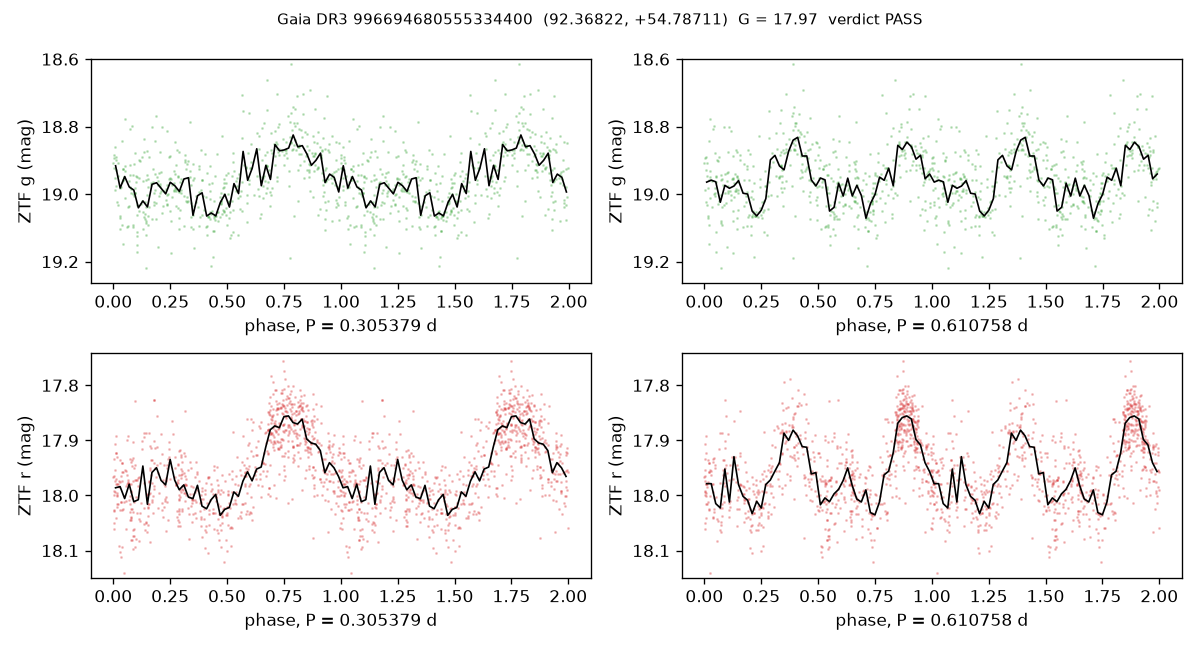 Gaia DR3 996694680555334400 (92.36822, +54.78711) G = 17.97 verdict PASS
18.6
18.8
19.0
19.2
ZTF g (mag)
0.00 0.25 0.50 0.75 1.00 1.25 1.50 1.75 2.00
phase, P = 0.305379 d
18.6
18.8
19.0
19.2
ZTF g (mag)
0.00 0.25 0.50 0.75 1.00 1.25 1.50 1.75 2.00
phase, P = 0.610758 d
17.8
17.9
18.0
18.1
ZTF r (mag)
0.00 0.25 0.50 0.75 1.00 1.25 1.50 1.75 2.00
phase, P = 0.305379 d
17.8
17.9
18.0
18.1
ZTF r (mag)
0.00 0.25 0.50 0.75 1.00 1.25 1.50 1.75 2.00
phase, P = 0.610758 d